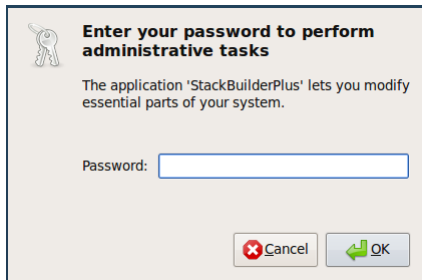 Enter your password to perform
administrative tasks
The application 'StackBuilderPlus' lets you modify
essential parts of your system.
Password:
Cancel
OK